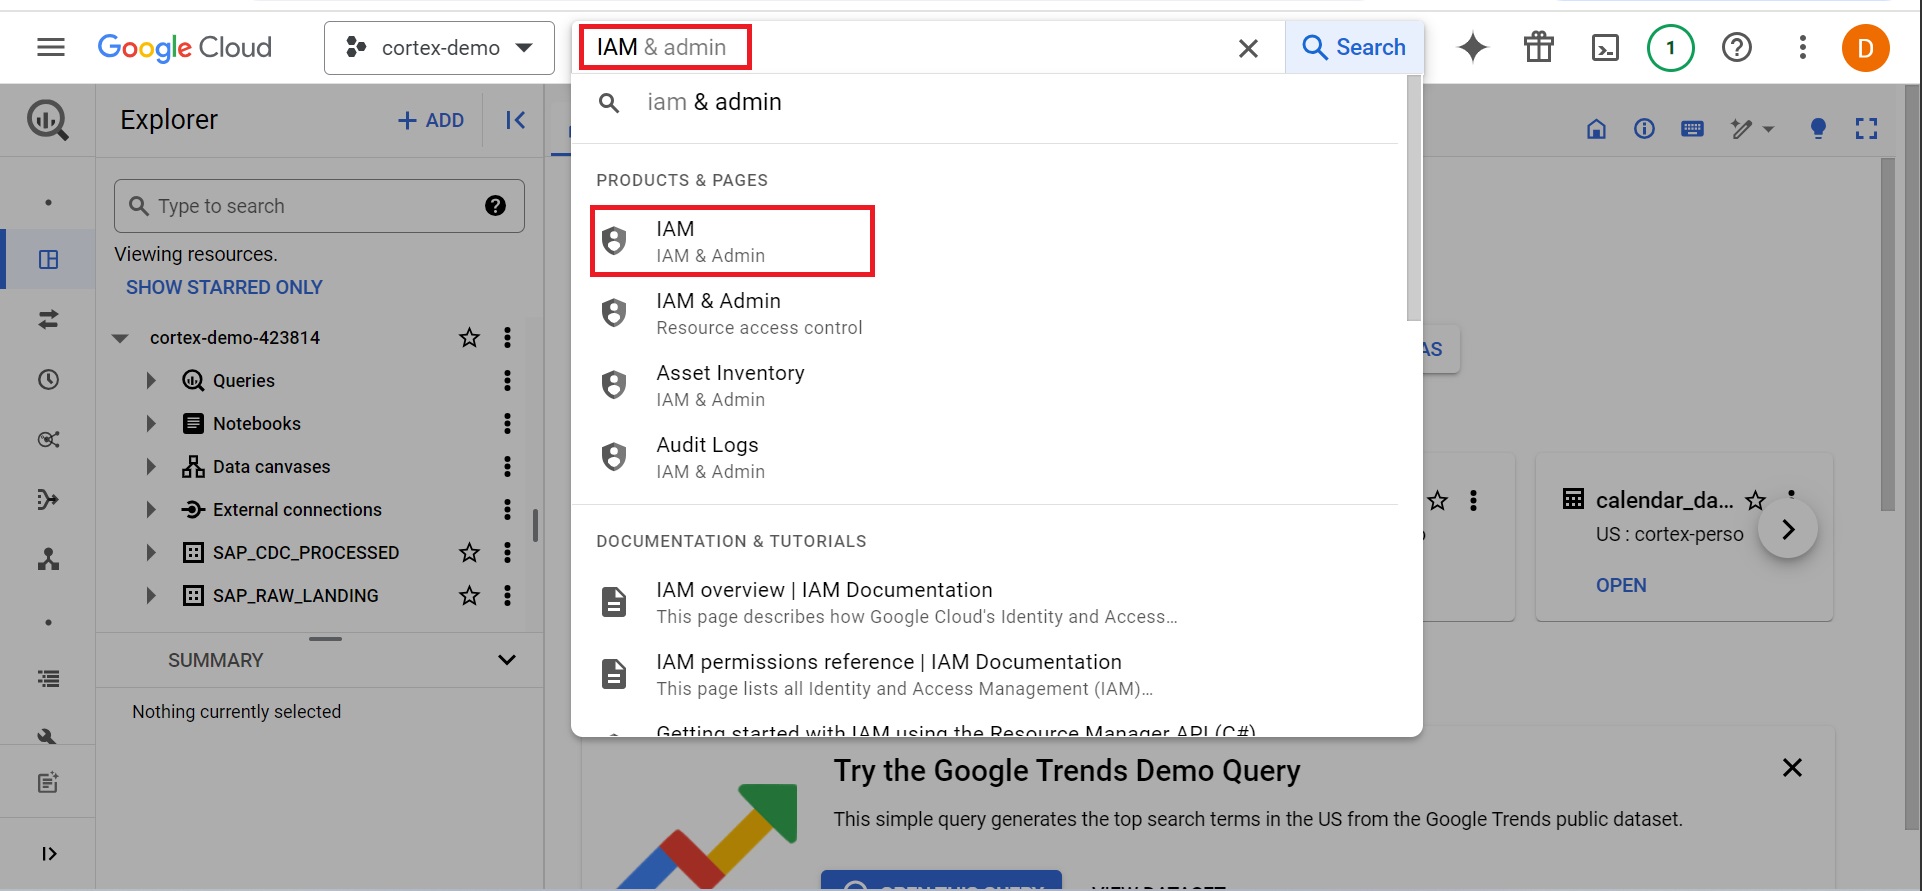 Google Cloud
cortex-demo
IAM & admin
Search
1
D
iam & admin
PRODUCTS & PAGES
IAM
IAM & Admin
IAM & Admin
Resource access control
Asset Inventory
IAM & Admin
Audit Logs
IAM & Admin
DOCUMENTATION & TUTORIALS
IAM overview | IAM Documentation
This page describes how Google Cloud's Identity and Access…
IAM permissions reference | IAM Documentation
This page lists all Identity and Access Management (IAM)…
Getting started with IAM using the Resource Manager API (C#)
Explorer
+ ADD
Type to search
Viewing resources.
SHOW STARRED ONLY
cortex-demo-423814
Queries
Notebooks
Data canvases
External connections
SAP_CDC_PROCESSED
SAP_RAW_LANDING
SUMMARY
Nothing currently selected
AS
calendar_da…
US : cortex-perso
OPEN
Try the Google Trends Demo Query
This simple query generates the top search terms in the US from the Google Trends public dataset.
OPEN THIS QUERY
VIEW DATASET